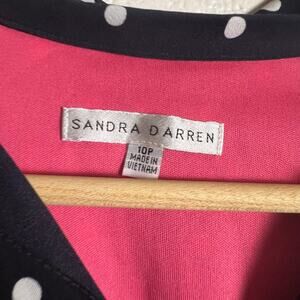 SANDRA DARREN
10P
MADE IN
VIETNAM